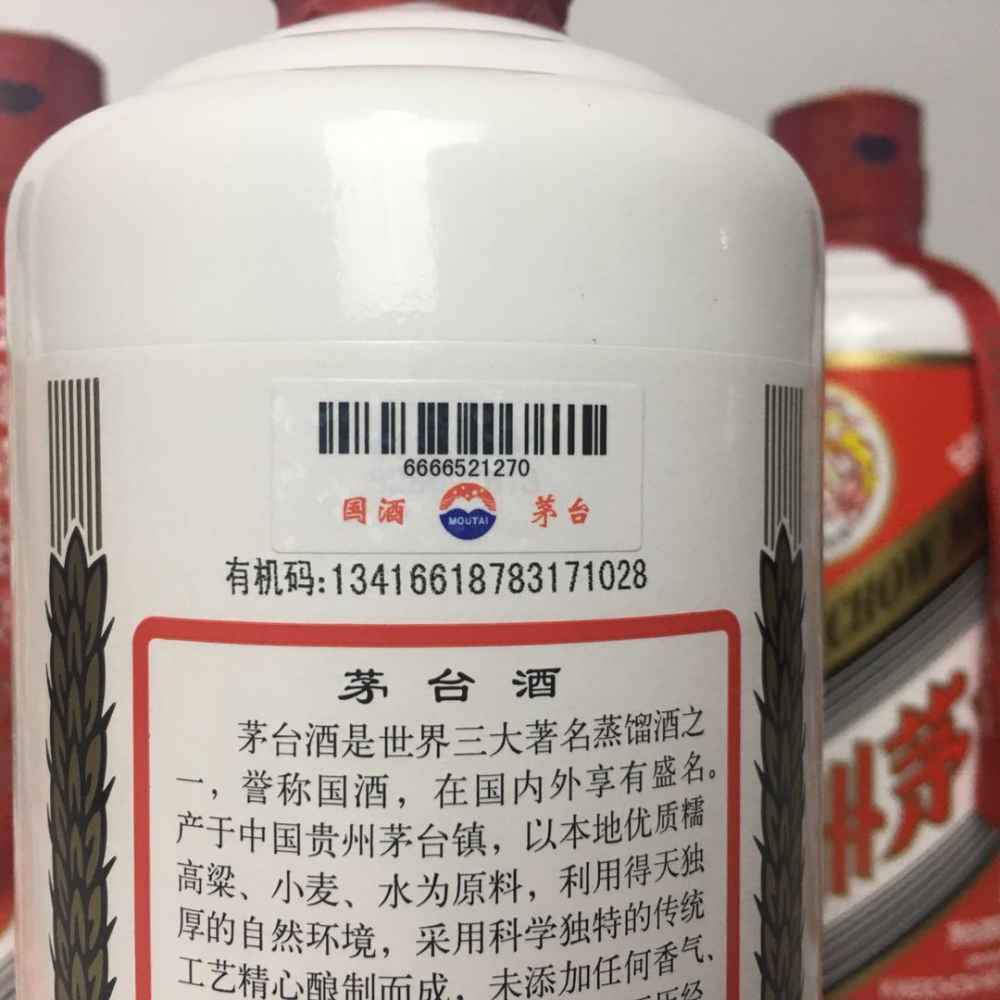 6666521270
国酒 MOUTAI 茅台
有机码:13416618783171028
茅台酒
茅台酒是世界三大著名蒸馏酒之
一，誉称国酒，在国内外享有盛名。
产于中国贵州茅台镇，以本地优质糯
高粱、小麦、水为原料，利用得天独
厚的自然环境，采用科学独特的传统
工艺精心酿制而成，未添加任何香气、
CHOW
州茅